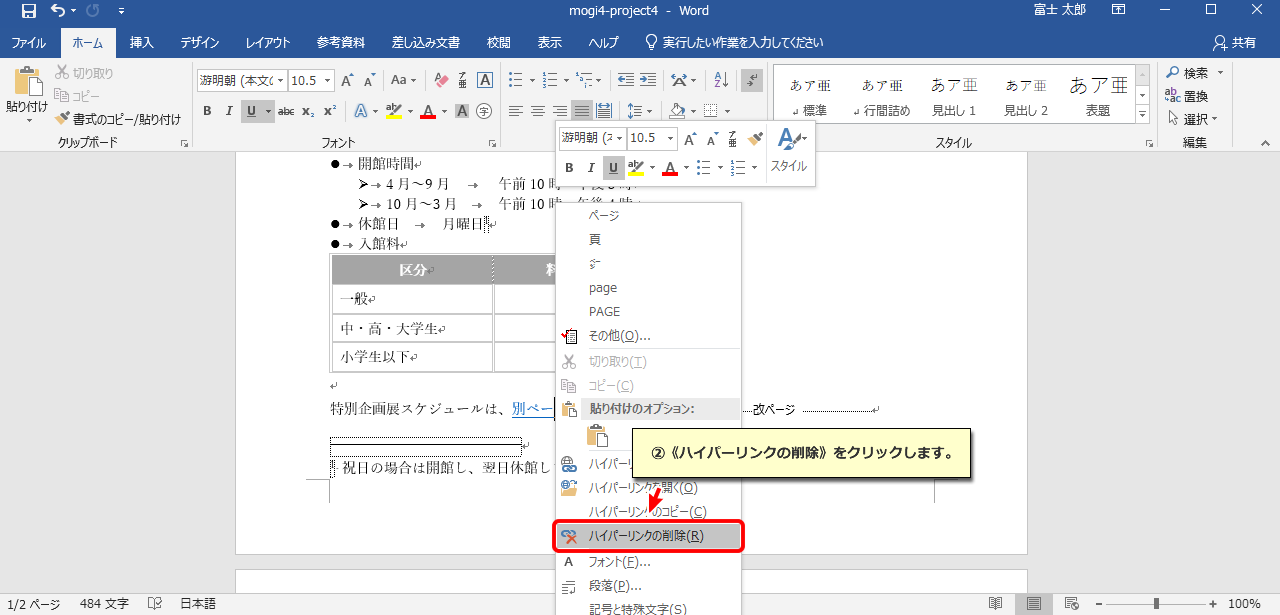 mogi4-project4 - Word
富士 太郎
ファイル ホーム 挿入 デザイン レイアウト 参考資料 差し込み文書 校閲 表示 ヘルプ 実行したい作業を入力してください 共有
貼り付け
切り取り
コピー
書式のコピー/貼り付け
クリップボード
游明朝 (本文の 10.5
フォント
あア亜 あア亜 あア亜 あア亜 あア亜
標準 行間詰め 見出し 1 見出し 2 表題
スタイル
検索
置換
選択
編集
游明朝 (本 10.5
スタイル
● 開館時間
4 月～9 月 午前 10 時
10 月～3 月 午前 10 時
● 休館日 月曜日
● 入館料
区分 料
一般
中・高・大学生
小学生以下
特別企画展スケジュールは、別ペー
改ページ
祝日の場合は開館し、翌日休館し
ページ
頁
page
PAGE
その他(O)...
切り取り(T)
コピー(C)
貼り付けのオプション:
ハイパーリ
ハイパーリンクを開く(O)
ハイパーリンクのコピー(C)
ハイパーリンクの削除(R)
フォント(F)...
段落(P)...
記号と特殊文字(S)
②《ハイパーリンクの削除》をクリックします。
1/2 ページ 484 文字 日本語 100%